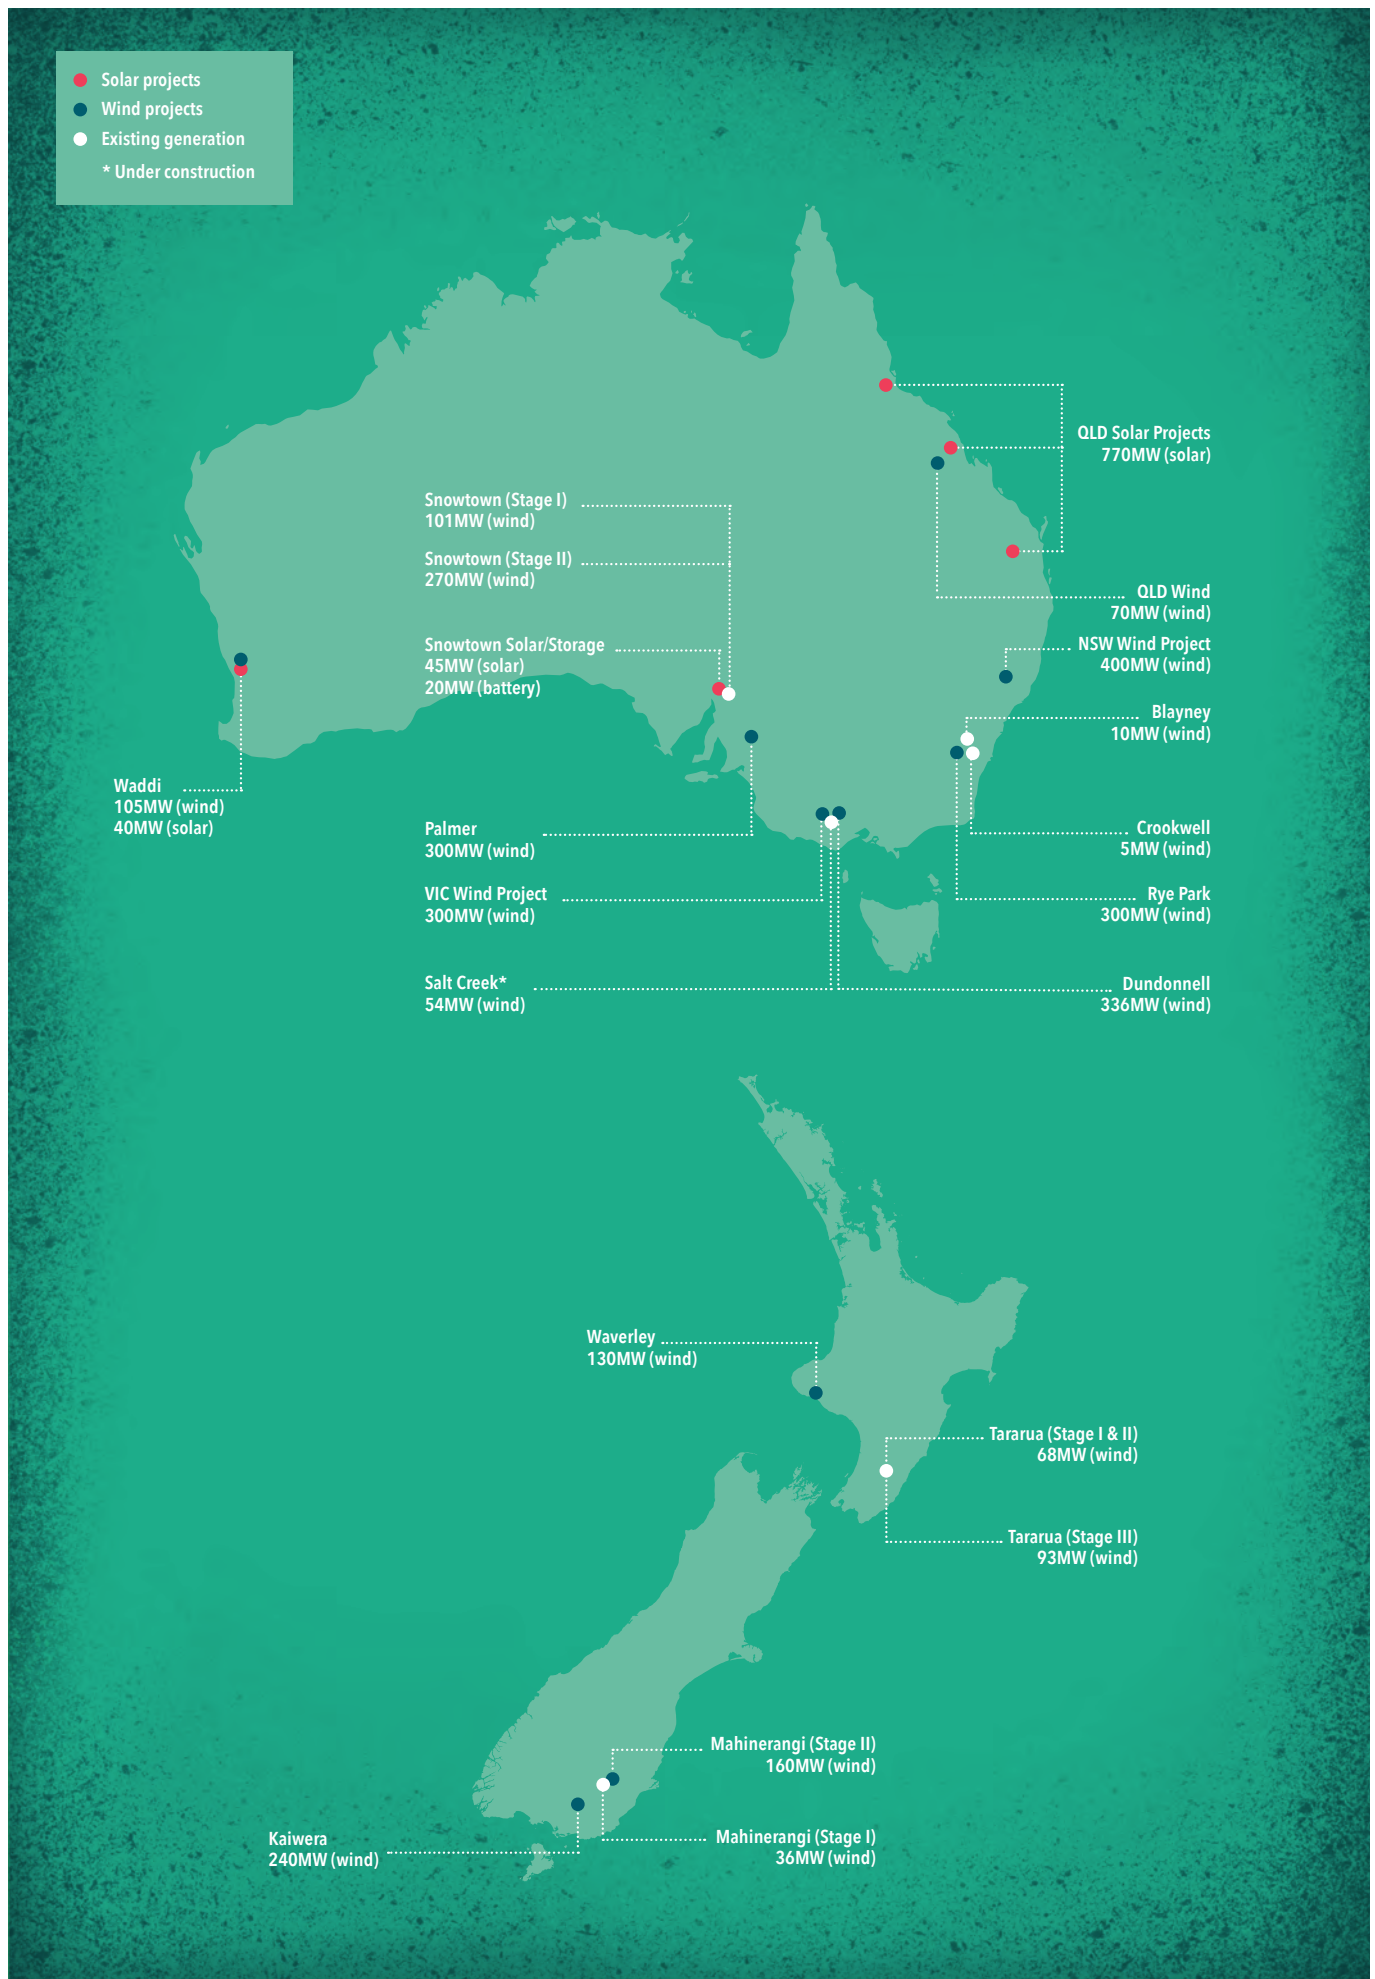 Solar projects
Wind projects
Existing generation
* Under construction
QLD Solar Projects
770MW (solar)
Snowtown (Stage I)
101MW (wind)
Snowtown (Stage II)
270MW (wind)
QLD Wind
70MW (wind)
Snowtown Solar/Storage
45MW (solar)
20MW (battery)
NSW Wind Project
400MW (wind)
Blayney
10MW (wind)
Waddi
105MW (wind)
40MW (solar)
Palmer
300MW (wind)
Crookwell
5MW (wind)
VIC Wind Project
300MW (wind)
Rye Park
300MW (wind)
Salt Creek*
54MW (wind)
Dundonnell
336MW (wind)
Waverley
130MW (wind)
Tararua (Stage I & II)
68MW (wind)
Tararua (Stage III)
93MW (wind)
Mahinerangi (Stage II)
160MW (wind)
Mahinerangi (Stage I)
36MW (wind)
Kaiwera
240MW (wind)